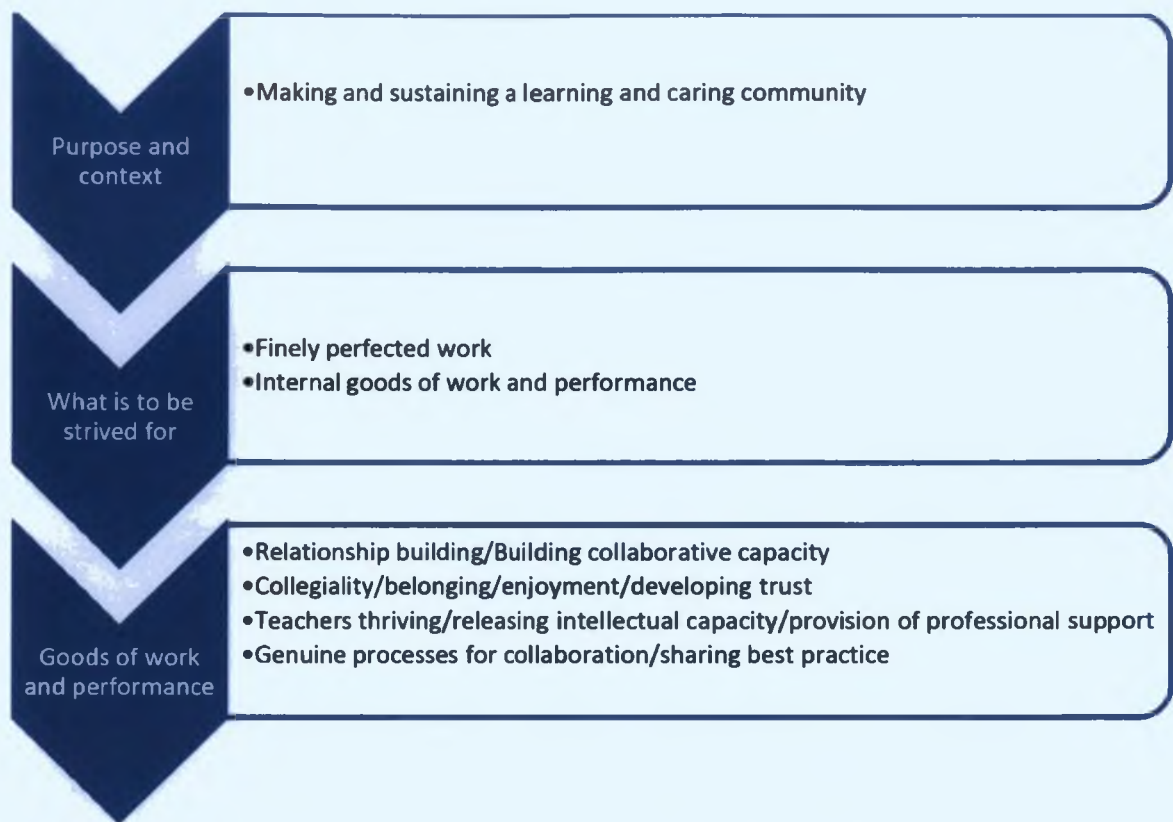 Purpose and
context
•Making and sustaining a learning and caring community
What is to be
strived for
•Finely perfected work
•Internal goods of work and performance
Goods of work
and performance
•Relationship building/Building collaborative capacity
•Collegiality/belonging/enjoyment/developing trust
•Teachers thriving/releasing intellectual capacity/provision of professional support
•Genuine processes for collaboration/sharing best practice